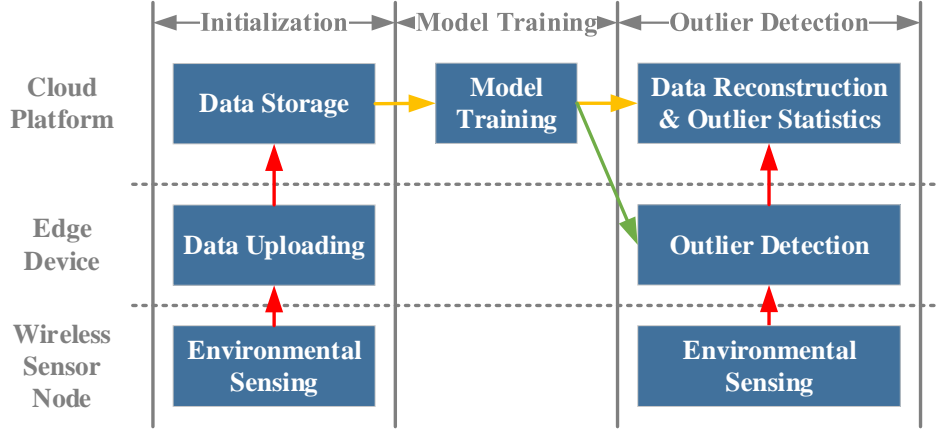 Initialization
Model Training
Outlier Detection
Cloud
Platform
Data Storage
Model
Training
Data Reconstruction
& Outlier Statistics
Edge
Device
Data Uploading
Outlier Detection
Wireless
Sensor
Node
Environmental
Sensing
Environmental
Sensing